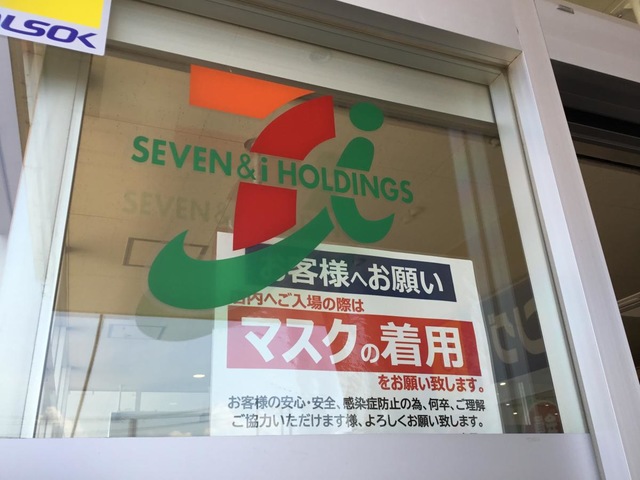 ALSOK
SEVEN & i HOLDINGS
お客様へお願い
店内へご入場の際は
マスクの着用
をお願い致します。
お客様の安心・安全、感染症防止の為、何卒、ご理解
ご協力いただけます様、よろしくお願い致します。